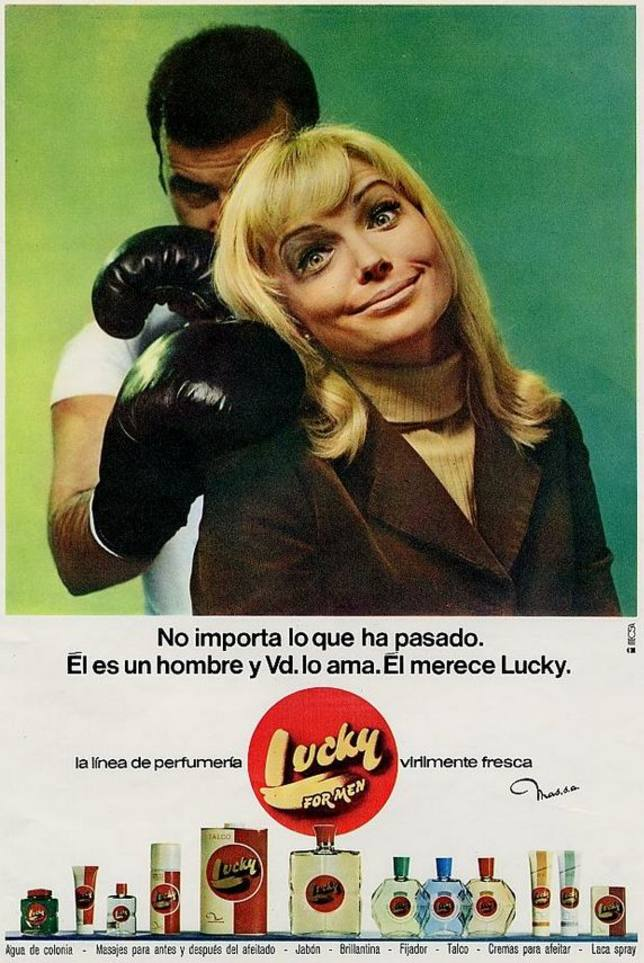 No importa lo que ha pasado.
Él es un hombre y Vd. lo ama. Él merece Lucky.
la línea de perfumería
Lucky
FOR MEN
virilmente fresca
Massa
TALCO
Lucky
Agua de colonia - Masajes para antes y después del afeitado - Jabón - Brillantina - Fijador - Talco - Cremas para afeitar - Laca spray